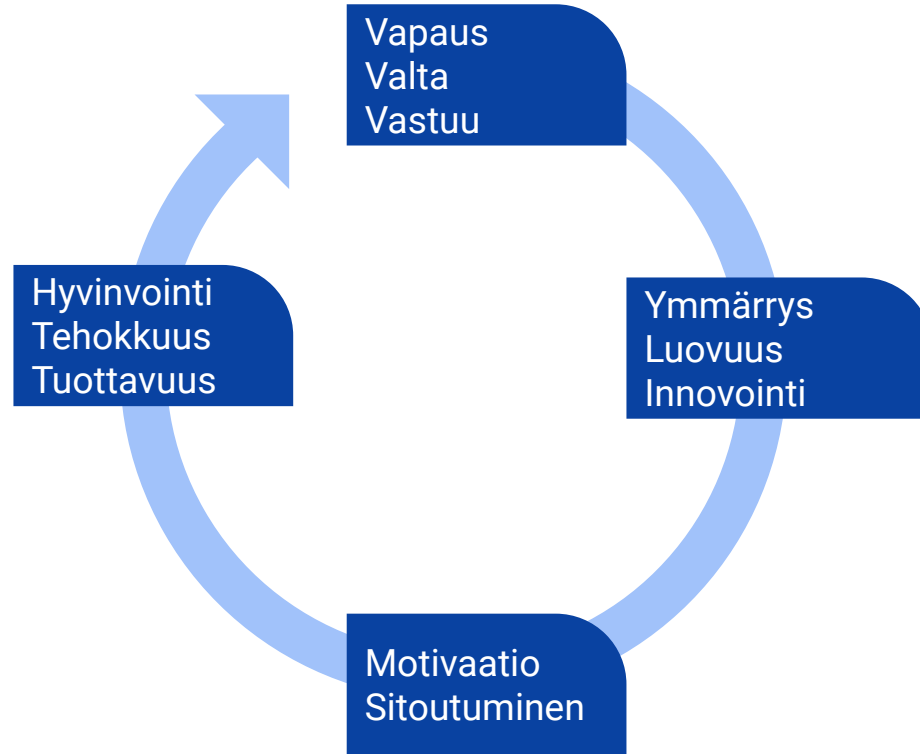 Vapaus
Valta
Vastuu
Ymmärrys
Luovuus
Innovointi
Motivaatio
Sitoutuminen
Hyvinvointi
Tehokkuus
Tuottavuus